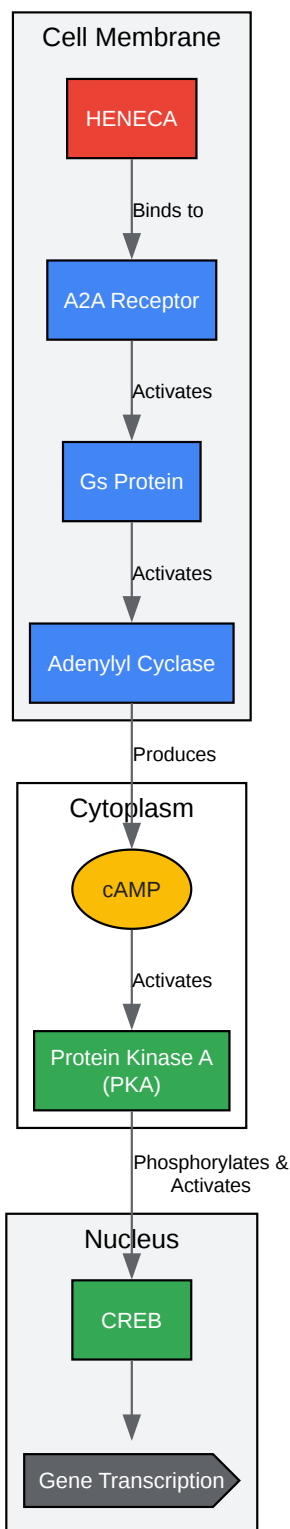 Cell Membrane
HENECA
Binds to
A2A Receptor
Activates
Gs Protein
Activates
Adenylyl Cyclase
Produces
Cytoplasm
cAMP
Activates
Protein Kinase A
(PKA)
Phosphorylates &
Activates
Nucleus
CREB
Gene Transcription